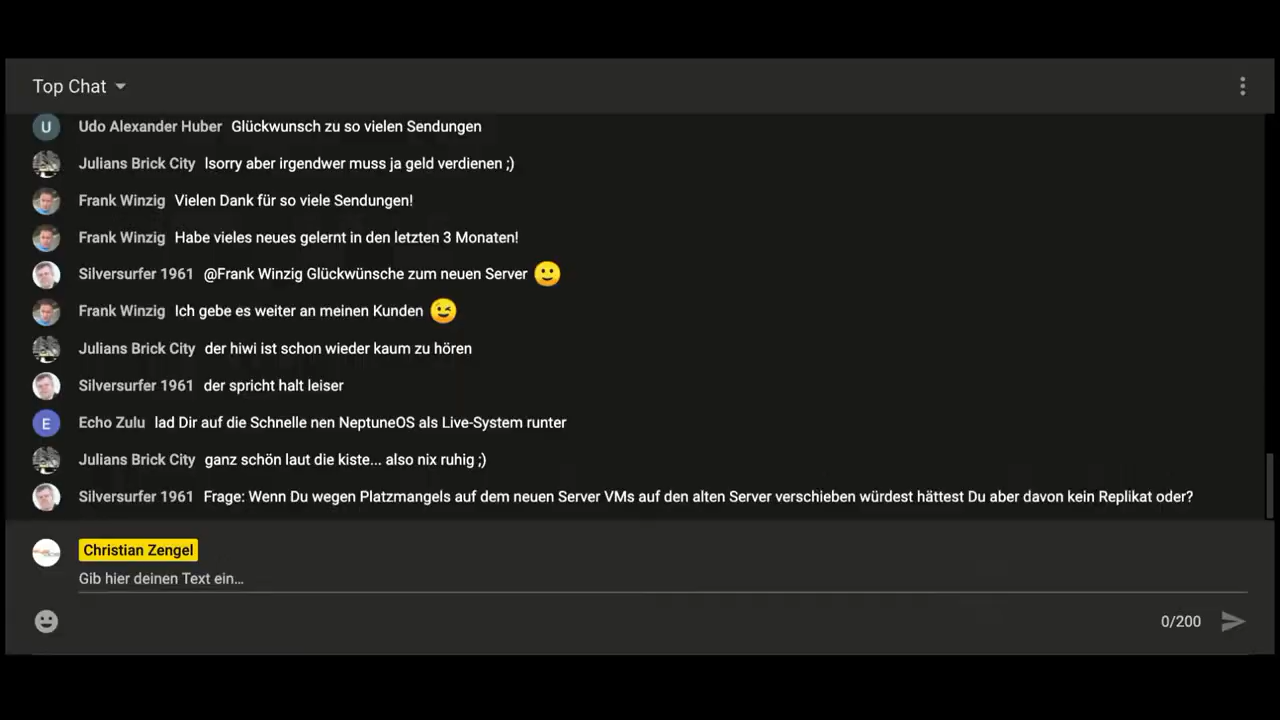 Top Chat
U Udo Alexander Huber Glückwunsch zu so vielen Sendungen
Julians Brick City lsorry aber irgendwer muss ja geld verdienen ;)
Frank Winzig Vielen Dank für so viele Sendungen!
Frank Winzig Habe vieles neues gelernt in den letzten 3 Monaten!
Silversurfer 1961 @Frank Winzig Glückwünsche zum neuen Server 🙂
Frank Winzig Ich gebe es weiter an meinen Kunden 😉
Julians Brick City der hiwi ist schon wieder kaum zu hören
Silversurfer 1961 der spricht halt leiser
E Echo Zulu lad Dir auf die Schnelle nen NeptuneOS als Live-System runter
Julians Brick City ganz schön laut die kiste... also nix ruhig ;)
Silversurfer 1961 Frage: Wenn Du wegen Platzmangels auf dem neuen Server VMs auf den alten Server verschieben würdest hättest Du aber davon kein Replikat oder?
Christian Zengel
Gib hier deinen Text ein...
0/200